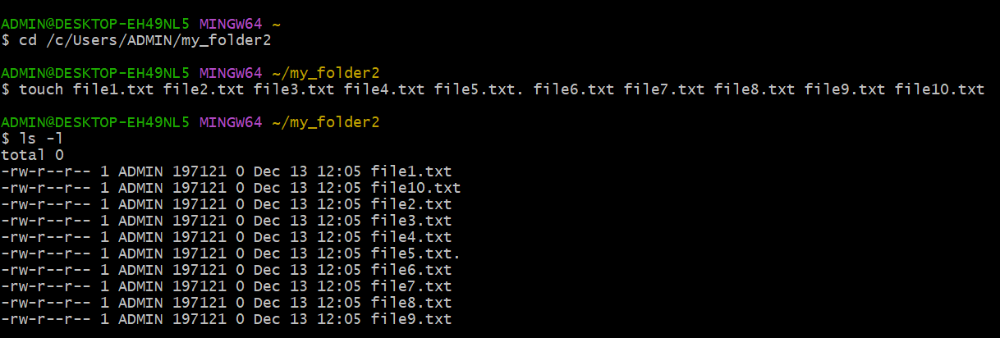 ADMIN@DESKTOP-EH49NL5 MINGW64 ~
$ cd /c/Users/ADMIN/my_folder2
ADMIN@DESKTOP-EH49NL5 MINGW64 ~/my_folder2
$ touch file1.txt file2.txt file3.txt file4.txt file5.txt. file6.txt file7.txt file8.txt file9.txt file10.txt
ADMIN@DESKTOP-EH49NL5 MINGW64 ~/my_folder2
$ ls -l
total 0
-rw-r--r-- 1 ADMIN 197121 0 Dec 13 12:05 file1.txt
-rw-r--r-- 1 ADMIN 197121 0 Dec 13 12:05 file10.txt
-rw-r--r-- 1 ADMIN 197121 0 Dec 13 12:05 file2.txt
-rw-r--r-- 1 ADMIN 197121 0 Dec 13 12:05 file3.txt
-rw-r--r-- 1 ADMIN 197121 0 Dec 13 12:05 file4.txt
-rw-r--r-- 1 ADMIN 197121 0 Dec 13 12:05 file5.txt.
-rw-r--r-- 1 ADMIN 197121 0 Dec 13 12:05 file6.txt
-rw-r--r-- 1 ADMIN 197121 0 Dec 13 12:05 file7.txt
-rw-r--r-- 1 ADMIN 197121 0 Dec 13 12:05 file8.txt
-rw-r--r-- 1 ADMIN 197121 0 Dec 13 12:05 file9.txt